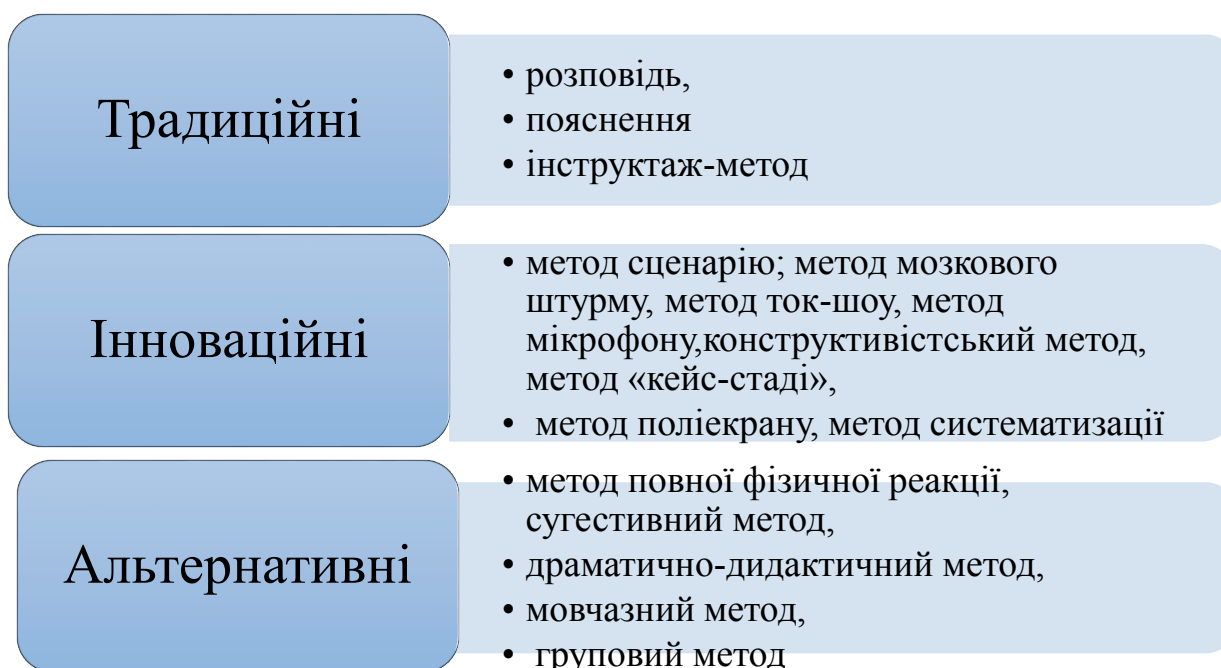 Традиційні
• розповідь,
• пояснення
• інструктаж-метод
Інноваційні
• метод сценарію; метод мозкового
штурму, метод ток-шоу, метод
мікрофону,конструктивістський метод,
метод «кейс-стаді»,
• метод поліекрану, метод систематизації
Альтернативні
• метод повної фізичної реакції,
сугестивний метод,
• драматично-дидактичний метод,
• мовчазний метод,
• груповий метод